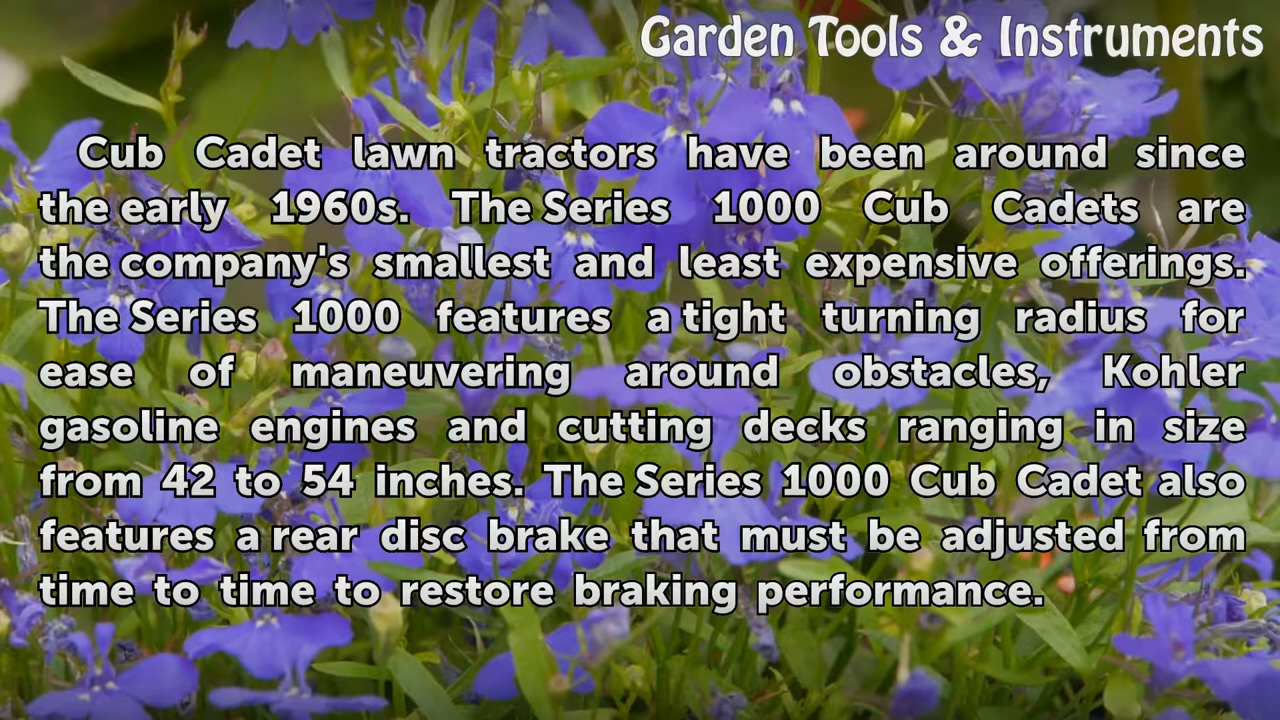 Garden Tools & Instruments
Cub Cadet lawn tractors have been around since
the early 1960s. The Series 1000 Cub Cadets are
the company's smallest and least expensive offerings.
The Series 1000 features a tight turning radius for
ease of maneuvering around obstacles, Kohler
gasoline engines and cutting decks ranging in size
from 42 to 54 inches. The Series 1000 Cub Cadet also
features a rear disc brake that must be adjusted from
time to time to restore braking performance.